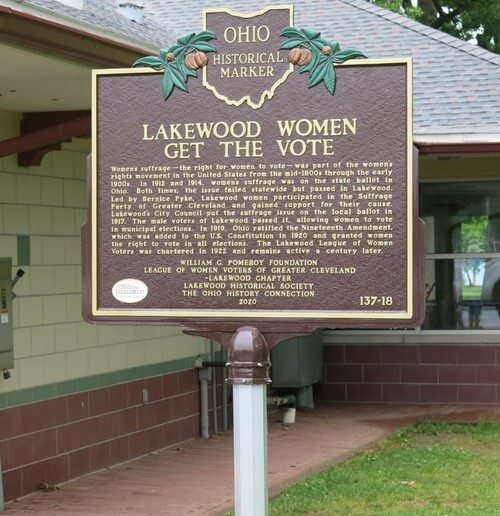 OHIO
HISTORICAL
MARKER
LAKEWOOD WOMEN
GET THE VOTE
Women's suffrage—the right for women to vote—was part of the women's
rights movement in the United States from the mid-1800s through the early
1900s. In 1912 and 1914, womens suffrage was on the state ballot in
Ohio. Both times, the issue failed statewide but passed in Lakewood.
Led by Bernice Pyke, Lakewood women participated in the Suffrage
Party of Greater Cleveland and gained support for their cause.
Lakewood's City Council put the suffrage issue on the local ballot in
1917. The male voters of Lakewood passed it, allowing women to vote
in municipal elections. In 1919, Ohio ratified the Nineteenth Amendment,
which was added to the U.S. Constitution in 1920 and granted women
the right to vote in all elections. The Lakewood League of Women
Voters was chartered in 1922 and remains active a century later.
WILLIAM G. POMEROY FOUNDATION
LEAGUE OF WOMEN VOTERS OF GREATER CLEVELAND
-LAKEWOOD CHAPTER
LAKEWOOD HISTORICAL SOCIETY
THE OHIO HISTORY CONNECTION
2020
137-18